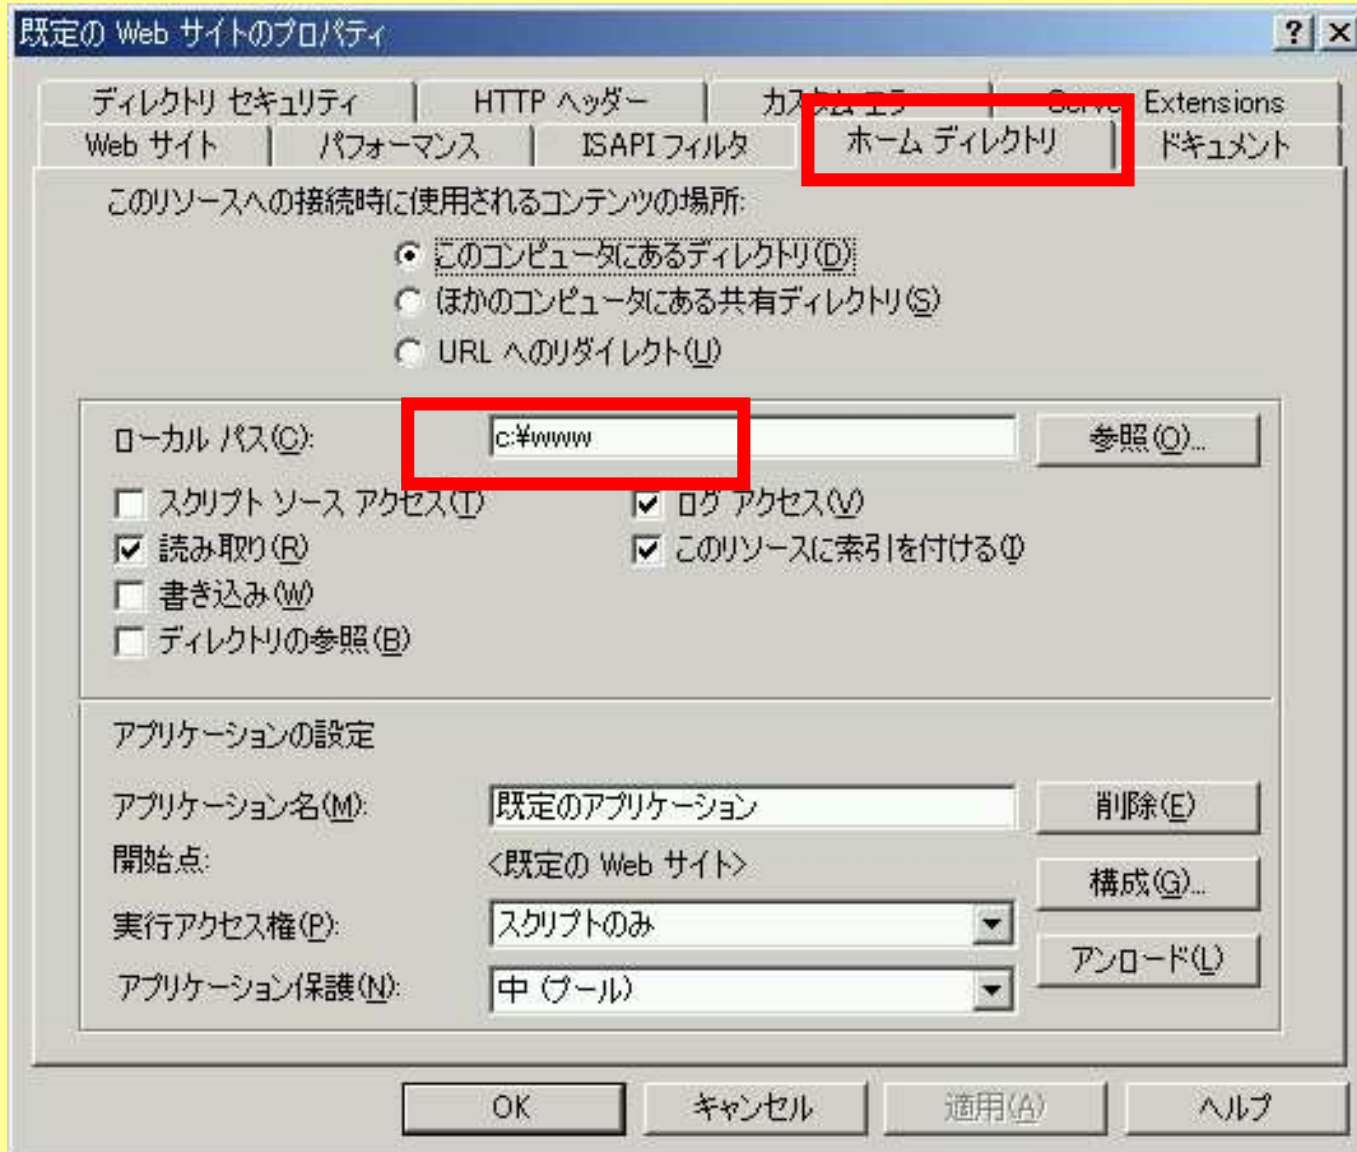 既定の Web サイトのプロパティ
ディレクトリ セキュリティ HTTP ヘッダー カスタム エラー Extensions
Web サイト パフォーマンス ISAPI フィルタ ホーム ディレクトリ ドキュメント
このリソースへの接続時に使用されるコンテンツの場所:
このコンピュータにあるディレクトリ(D)
ほかのコンピュータにある共有ディレクトリ(S)
URL へのリダイレクト(U)
ローカル パス(C): c:¥www 参照(O)...
スクリプト ソース アクセス(T) ログ アクセス(V)
読み取り(R) このリソースに索引を付ける(I)
書き込み(W)
ディレクトリの参照(B)
アプリケーションの設定
アプリケーション名(M): 既定のアプリケーション 削除(E)
開始点: <既定の Web サイト>
構成(G)...
実行アクセス権(P): スクリプトのみ
アンロード(L)
アプリケーション保護(N): 中 (プール)
OK キャンセル 適用(A) ヘルプ